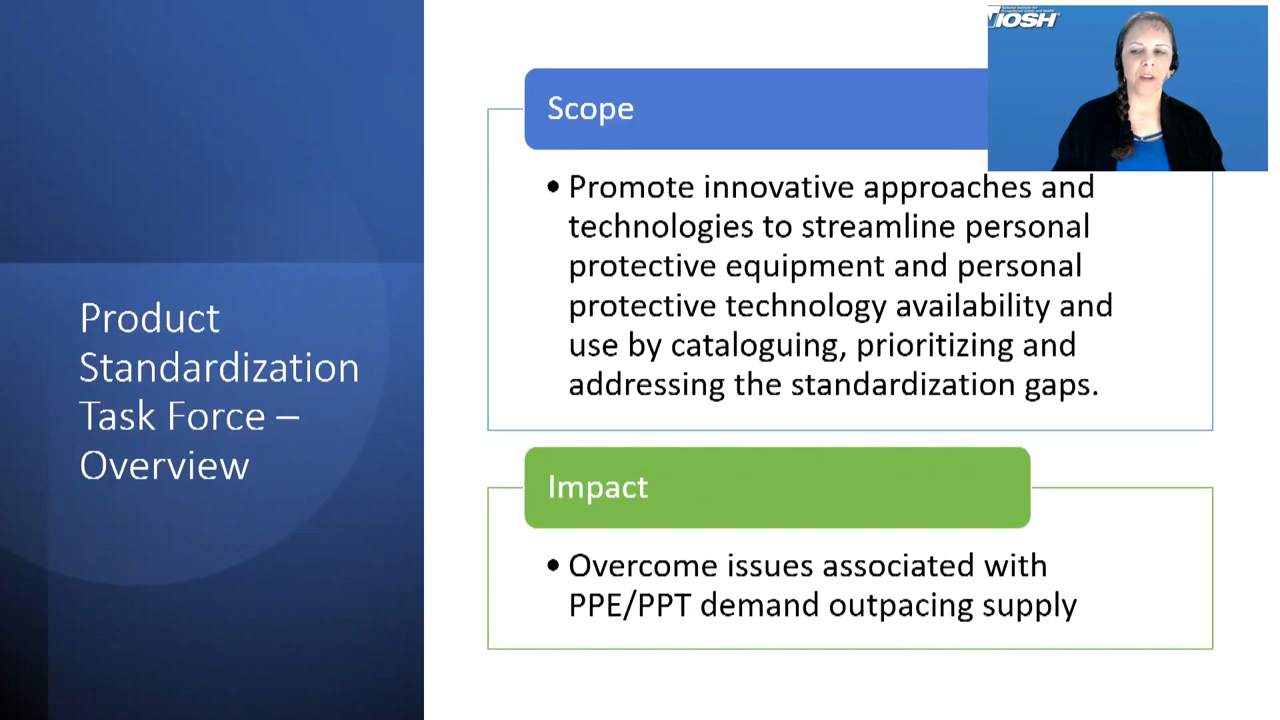 Product
Standardization
Task Force –
Overview
NIOSH
Scope
• Promote innovative approaches and
technologies to streamline personal
protective equipment and personal
protective technology availability and
use by cataloguing, prioritizing and
addressing the standardization gaps.
Impact
• Overcome issues associated with
PPE/PPT demand outpacing supply